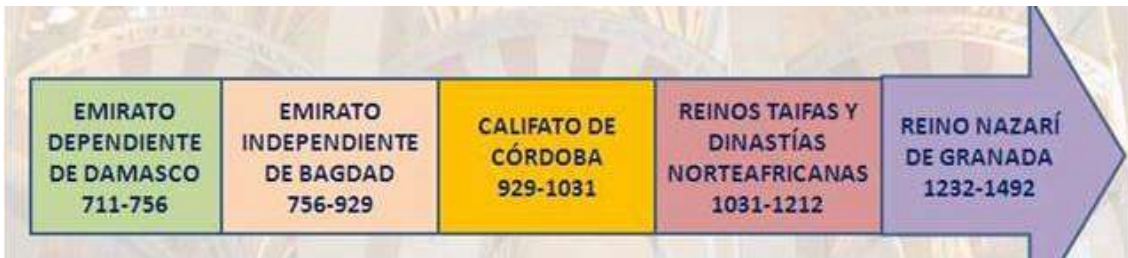 EMIRATO
DEPENDIENTE
DE DAMASCO
711-756
EMIRATO
INDEPENDIENTE
DE BAGDAD
756-929
CALIFATO DE
CÓRDOBA
929-1031
REINOS TAIFAS Y
DINASTÍAS
NORTEAFRICANAS
1031-1212
REINO NAZARÍ
DE GRANADA
1232-1492